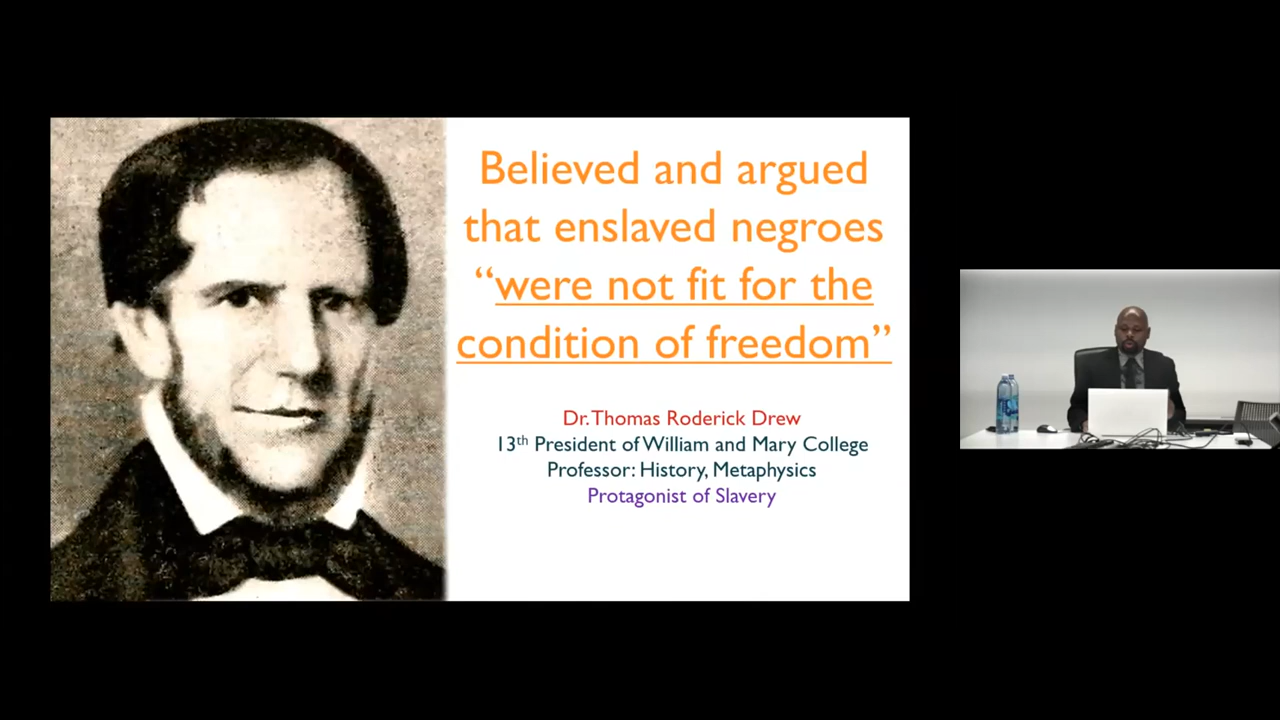 Believed and argued
that enslaved negroes
“were not fit for the
condition of freedom”
Dr. Thomas Roderick Drew
13th President of William and Mary College
Professor: History, Metaphysics
Protagonist of Slavery